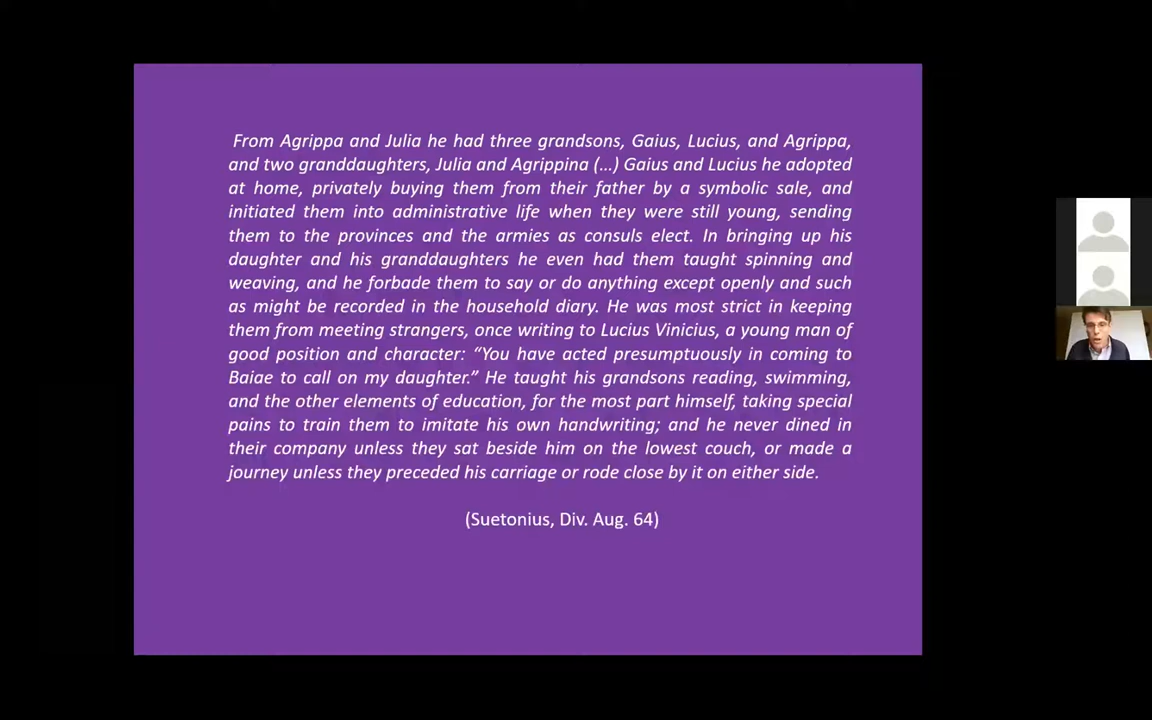 From Agrippa and Julia he had three grandsons, Gaius, Lucius, and Agrippa,
and two granddaughters, Julia and Agrippina (...) Gaius and Lucius he adopted
at home, privately buying them from their father by a symbolic sale, and
initiated them into administrative life when they were still young, sending
them to the provinces and the armies as consuls elect. In bringing up his
daughter and his granddaughters he even had them taught spinning and
weaving, and he forbade them to say or do anything except openly and such
as might be recorded in the household diary. He was most strict in keeping
them from meeting strangers, once writing to Lucius Vinicius, a young man of
good position and character: “You have acted presumptuously in coming to
Baiae to call on my daughter.” He taught his grandsons reading, swimming,
and the other elements of education, for the most part himself, taking special
pains to train them to imitate his own handwriting; and he never dined in
their company unless they sat beside him on the lowest couch, or made a
journey unless they preceded his carriage or rode close by it on either side.
(Suetonius, Div. Aug. 64)